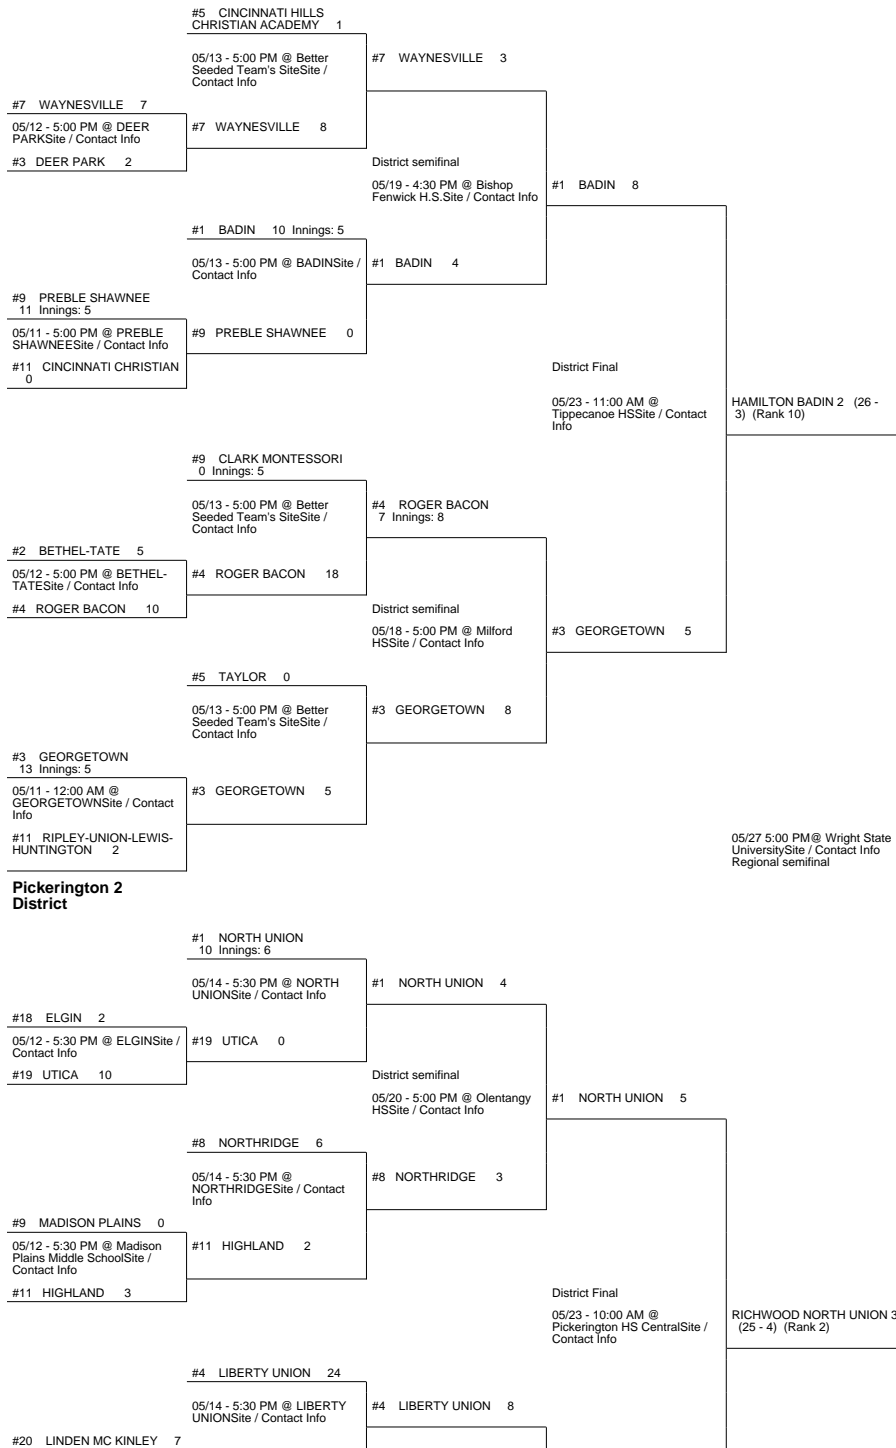 #5 CINCINNATI HILLS
CHRISTIAN ACADEMY 1
05/13 - 5:00 PM @ Better
Seeded Team's SiteSite /
Contact Info
#7 WAYNESVILLE 3
#7 WAYNESVILLE 7
05/12 - 5:00 PM @ DEER
PARKSite / Contact Info
#7 WAYNESVILLE 8
#3 DEER PARK 2
District semifinal
05/19 - 4:30 PM @ Bishop
Fenwick H.S.Site / Contact Info
#1 BADIN 8
#1 BADIN 10 Innings: 5
05/13 - 5:00 PM @ BADINSite /
Contact Info
#1 BADIN 4
#9 PREBLE SHAWNEE
11 Innings: 5
05/11 - 5:00 PM @ PREBLE
SHAWNEESite / Contact Info
#9 PREBLE SHAWNEE 0
#11 CINCINNATI CHRISTIAN
0
District Final
05/23 - 11:00 AM @
Tippecanoe HSSite / Contact
Info
HAMILTON BADIN 2 (26 -
3) (Rank 10)
#9 CLARK MONTESSORI
0 Innings: 5
05/13 - 5:00 PM @ Better
Seeded Team's SiteSite /
Contact Info
#4 ROGER BACON
7 Innings: 8
#2 BETHEL-TATE 5
05/12 - 5:00 PM @ BETHEL-
TATESite / Contact Info
#4 ROGER BACON 18
#4 ROGER BACON 10
District semifinal
05/18 - 5:00 PM @ Milford
HSSite / Contact Info
#3 GEORGETOWN 5
#5 TAYLOR 0
05/13 - 5:00 PM @ Better
Seeded Team's SiteSite /
Contact Info
#3 GEORGETOWN 8
#3 GEORGETOWN
13 Innings: 5
05/11 - 12:00 AM @
GEORGETOWNSite / Contact
Info
#3 GEORGETOWN 5
#11 RIPLEY-UNION-LEWIS-
HUNTINGTON 2
05/27 5:00 PM@ Wright State
UniversitySite / Contact Info
Regional semifinal
Pickerington 2
District
#1 NORTH UNION
10 Innings: 6
05/14 - 5:30 PM @ NORTH
UNIONSite / Contact Info
#1 NORTH UNION 4
#18 ELGIN 2
05/12 - 5:30 PM @ ELGINSite /
Contact Info
#19 UTICA 0
#19 UTICA 10
District semifinal
05/20 - 5:00 PM @ Olentangy
HSSite / Contact Info
#1 NORTH UNION 5
#8 NORTHRIDGE 6
05/14 - 5:30 PM @
NORTHRIDGESite / Contact
Info
#8 NORTHRIDGE 3
#9 MADISON PLAINS 0
05/12 - 5:30 PM @ Madison
Plains Middle SchoolSite /
Contact Info
#11 HIGHLAND 2
#11 HIGHLAND 3
District Final
05/23 - 10:00 AM @
Pickerington HS CentralSite /
Contact Info
RICHWOOD NORTH UNION 3
(25 - 4) (Rank 2)
#4 LIBERTY UNION 24
05/14 - 5:30 PM @ LIBERTY
UNIONSite / Contact Info
#4 LIBERTY UNION 8
#20 LINDEN MC KINLEY 7